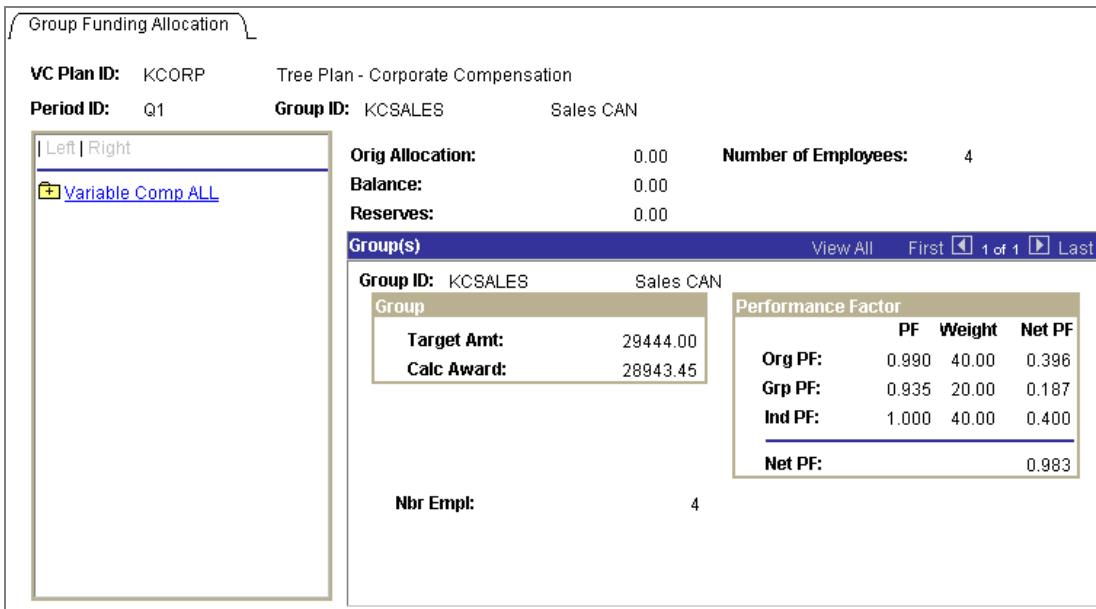 Group Funding Allocation
VC Plan ID: KCORP Tree Plan - Corporate Compensation
Period ID: Q1 Group ID: KCSALES Sales CAN
| Left | Right
Variable Comp ALL
Orig Allocation: 0.00 Number of Employees: 4
Balance: 0.00
Reserves: 0.00
Group(s) View All First 1 of 1 Last
Group ID: KCSALES Sales CAN
Group
Target Amt: 29444.00
Calc Award: 28943.45
Performance Factor
PF Weight Net PF
Org PF: 0.990 40.00 0.396
Grp PF: 0.935 20.00 0.187
Ind PF: 1.000 40.00 0.400
Net PF: 0.983
Nbr Empl: 4